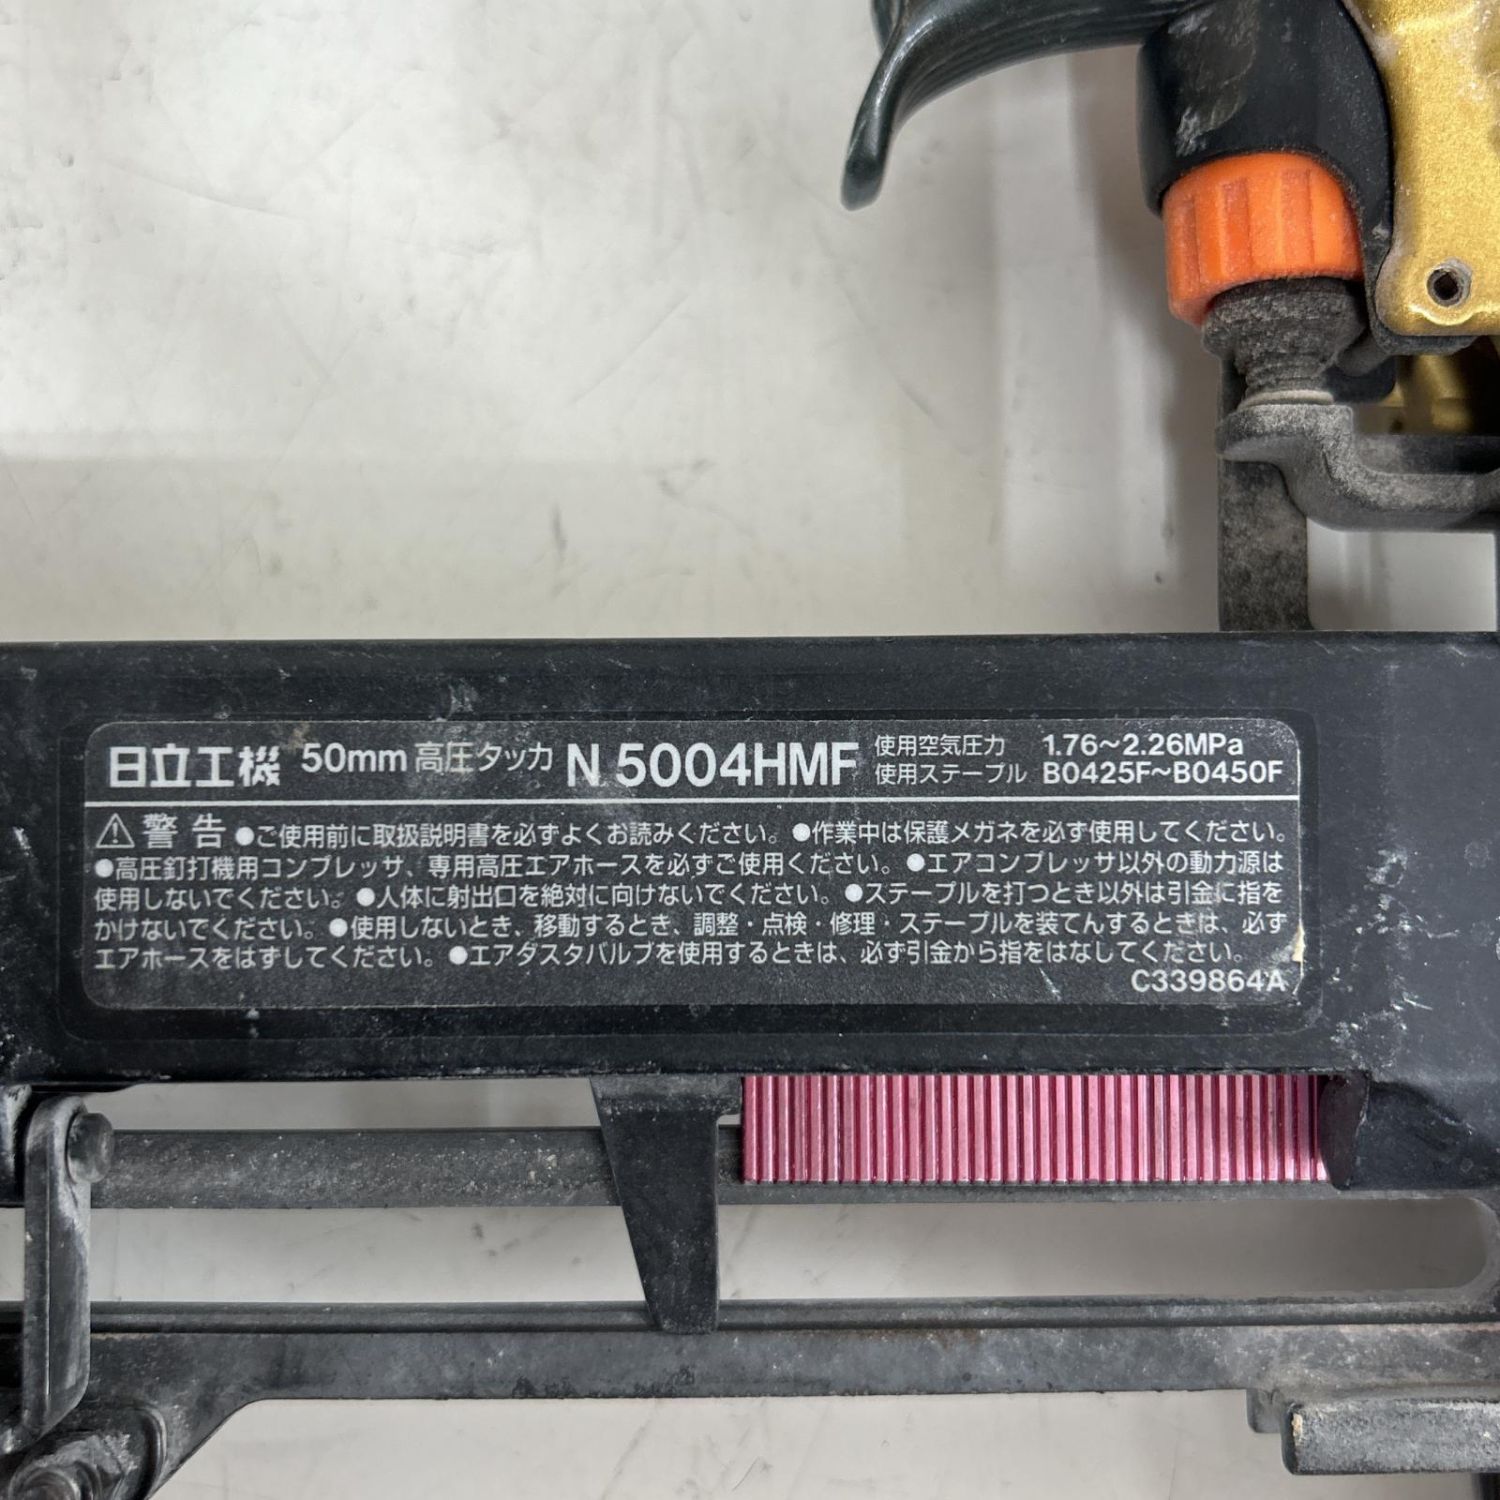 日立工機 50mm 高圧タッカ N 5004HMF 使用空気圧力 1.76〜2.26MPa
使用ステープル B0425F〜B0450F
⚠ 警告 ●ご使用前に取扱説明書を必ずよくお読みください。●作業中は保護メガネを必ず使用してください。
●高圧釘打機用コンプレッサ、専用高圧エアホースを必ずご使用ください。●エアコンプレッサ以外の動力源は
使用しないでください。●人体に射出口を絶対に向けないでください。●ステープルを打つとき以外は引金に指を
かけないでください。●使用しないとき、移動するとき、調整・点検・修理・ステープルを装てんするときは、必ず
エアホースをはずしてください。●エアダスタバルブを使用するときは、必ず引金から指をはなしてください。
C339864A